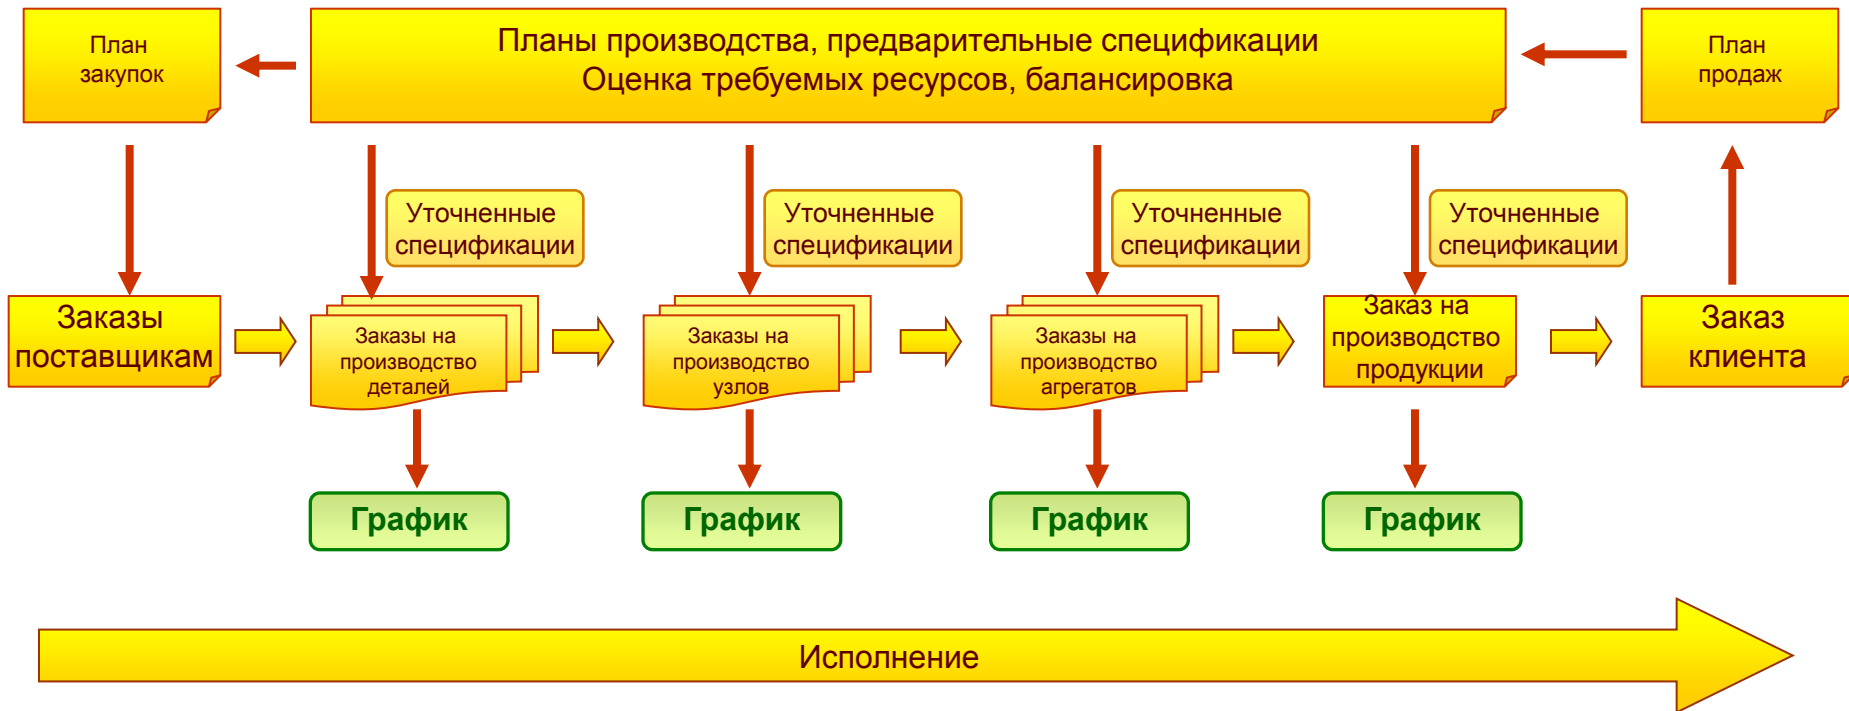 План
закупок
Планы производства, предварительные спецификации
Оценка требуемых ресурсов, балансировка
План
продаж
Уточненные
спецификации
Уточненные
спецификации
Уточненные
спецификации
Уточненные
спецификации
Заказы
поставщикам
Заказы на
производство
деталей
Заказы на
производство
узлов
Заказы на
производство
агрегатов
Заказ на
производство
продукции
Заказ
клиента
График
График
График
График
Исполнение